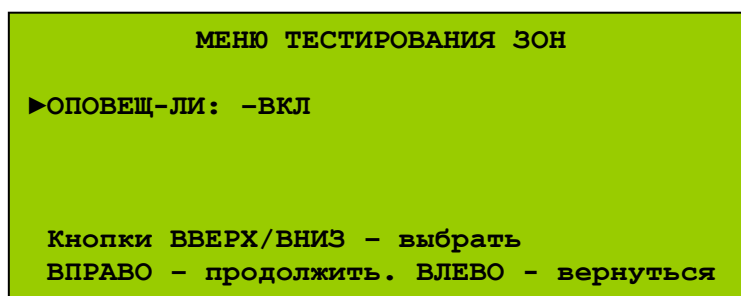 МЕНЮ ТЕСТИРОВАНИЯ ЗОН
►ОПОВЕЩ-ЛИ: –ВКЛ
Кнопки ВВЕРХ/ВНИЗ – выбрать
ВПРАВО – продолжить. ВЛЕВО - вернуться